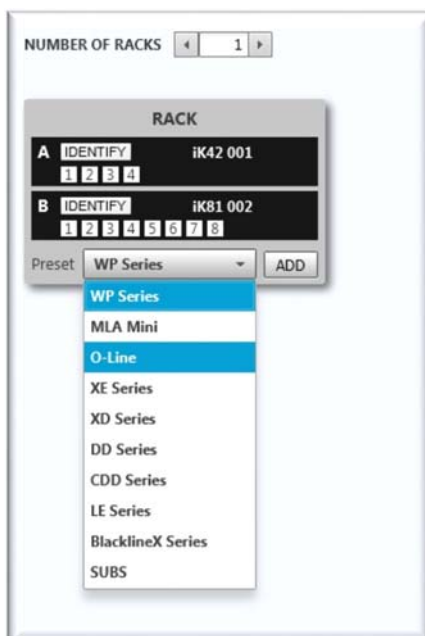 NUMBER OF RACKS 1
RACK
A IDENTIFY iK42 001
1 2 3 4
B IDENTIFY iK81 002
1 2 3 4 5 6 7 8
Preset WP Series ADD
WP Series
MLA Mini
O-Line
XE Series
XD Series
DD Series
CDD Series
LE Series
BlacklineX Series
SUBS